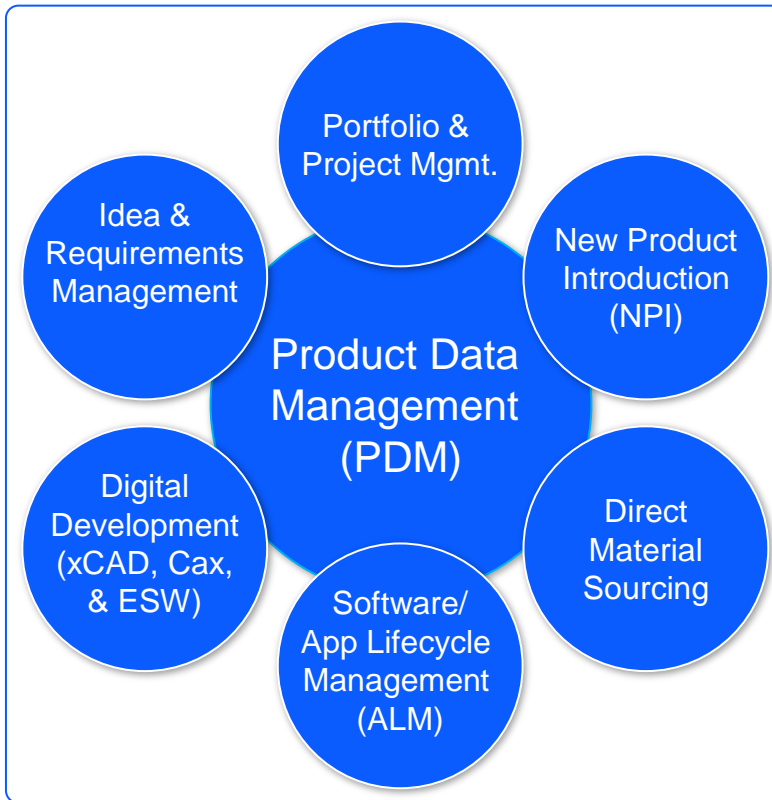 Portfolio &
Project Mgmt.
Idea &
Requirements
Management
New Product
Introduction
(NPI)
Product Data
Management
(PDM)
Digital
Development
(xCAD, Cax,
& ESW)
Direct
Material
Sourcing
Software/
App Lifecycle
Management
(ALM)